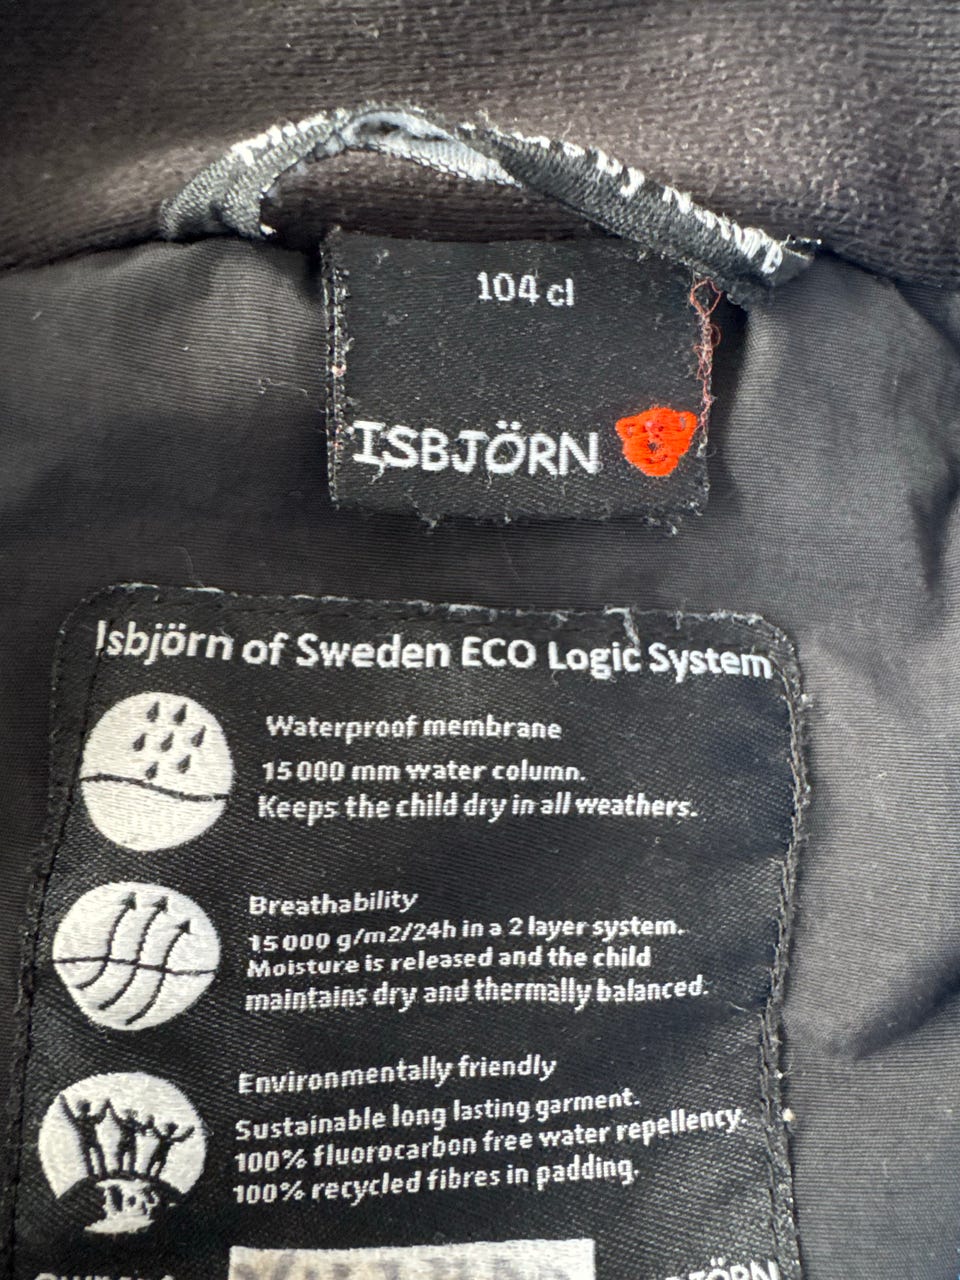 104 cl
ISBJÖRN
Isbjörn of Sweden ECO Logic System
Waterproof membrane
15 000 mm water column.
Keeps the child dry in all weathers.
Breathability
15 000 g/m2/24h in a 2 layer system.
Moisture is released and the child
maintains dry and thermally balanced.
Environmentally friendly
Sustainable long lasting garment.
100% fluorocarbon free water repellency.
100% recycled fibres in padding.
ISBJÖRN